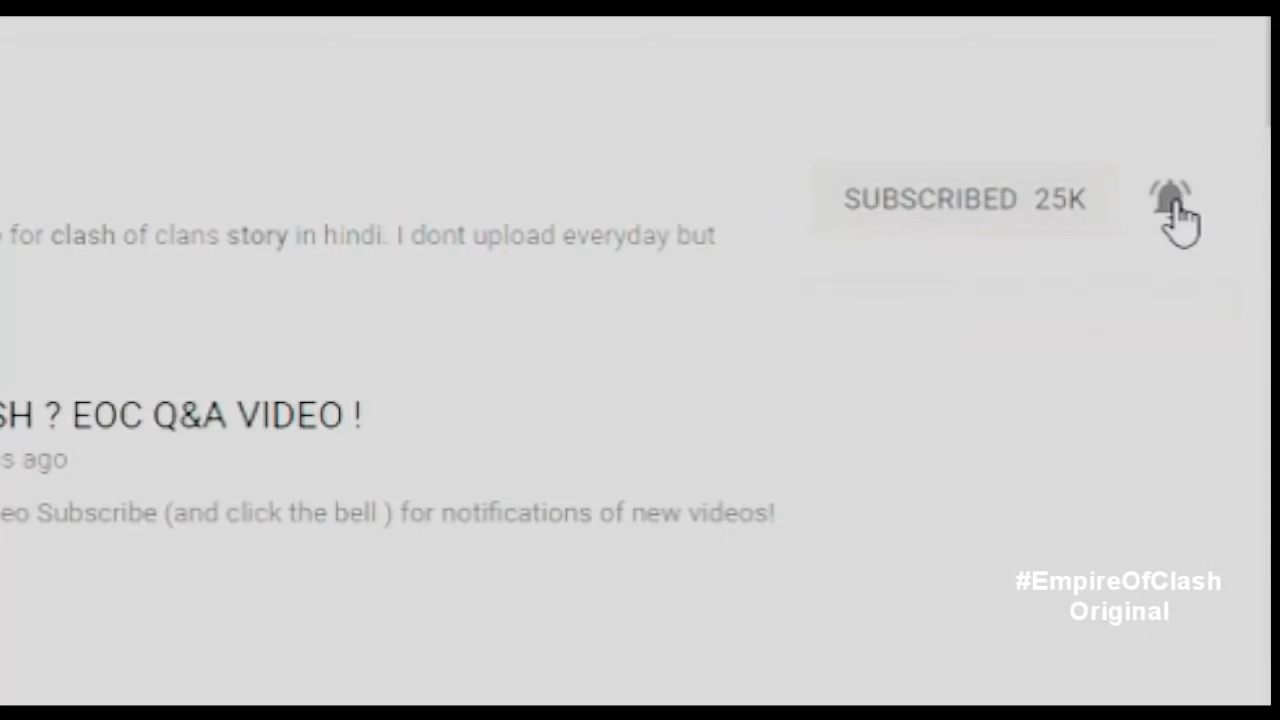 SUBSCRIBED 25K
for clash of clans story in hindi. I dont upload everyday but
SH ? EOC Q&A VIDEO !
s ago
eo Subscribe (and click the bell ) for notifications of new videos!
#EmpireOfClash
Original